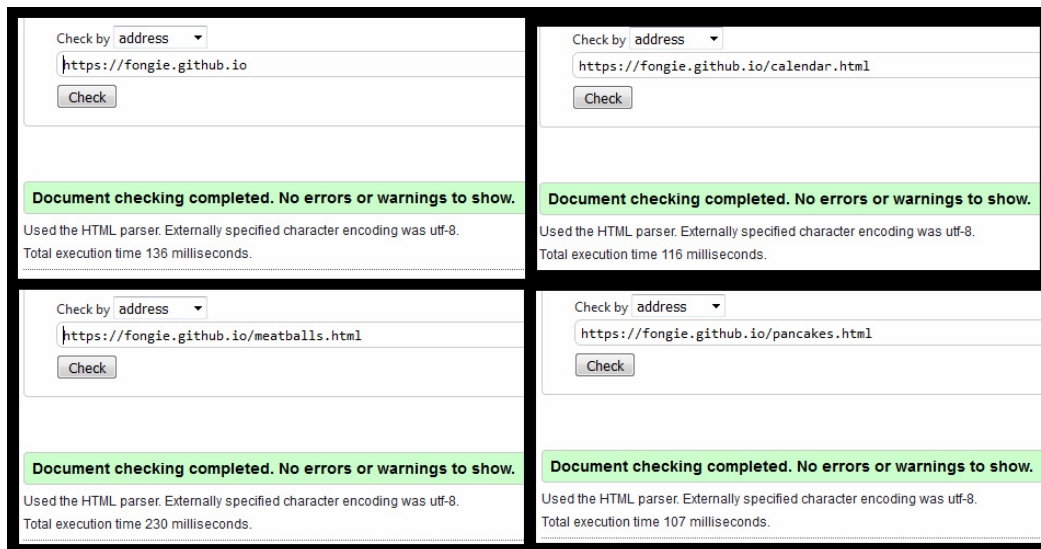 Check by address
https://fongie.github.io
Check
Document checking completed. No errors or warnings to show.
Used the HTML parser. Externally specified character encoding was utf-8.
Total execution time 136 milliseconds.
Check by address
https://fongie.github.io/calendar.html
Check
Document checking completed. No errors or warnings to show.
Used the HTML parser. Externally specified character encoding was utf-8.
Total execution time 116 milliseconds.
Check by address
https://fongie.github.io/meatballs.html
Check
Document checking completed. No errors or warnings to show.
Used the HTML parser. Externally specified character encoding was utf-8.
Total execution time 230 milliseconds.
Check by address
https://fongie.github.io/pancakes.html
Check
Document checking completed. No errors or warnings to show.
Used the HTML parser. Externally specified character encoding was utf-8.
Total execution time 107 milliseconds.